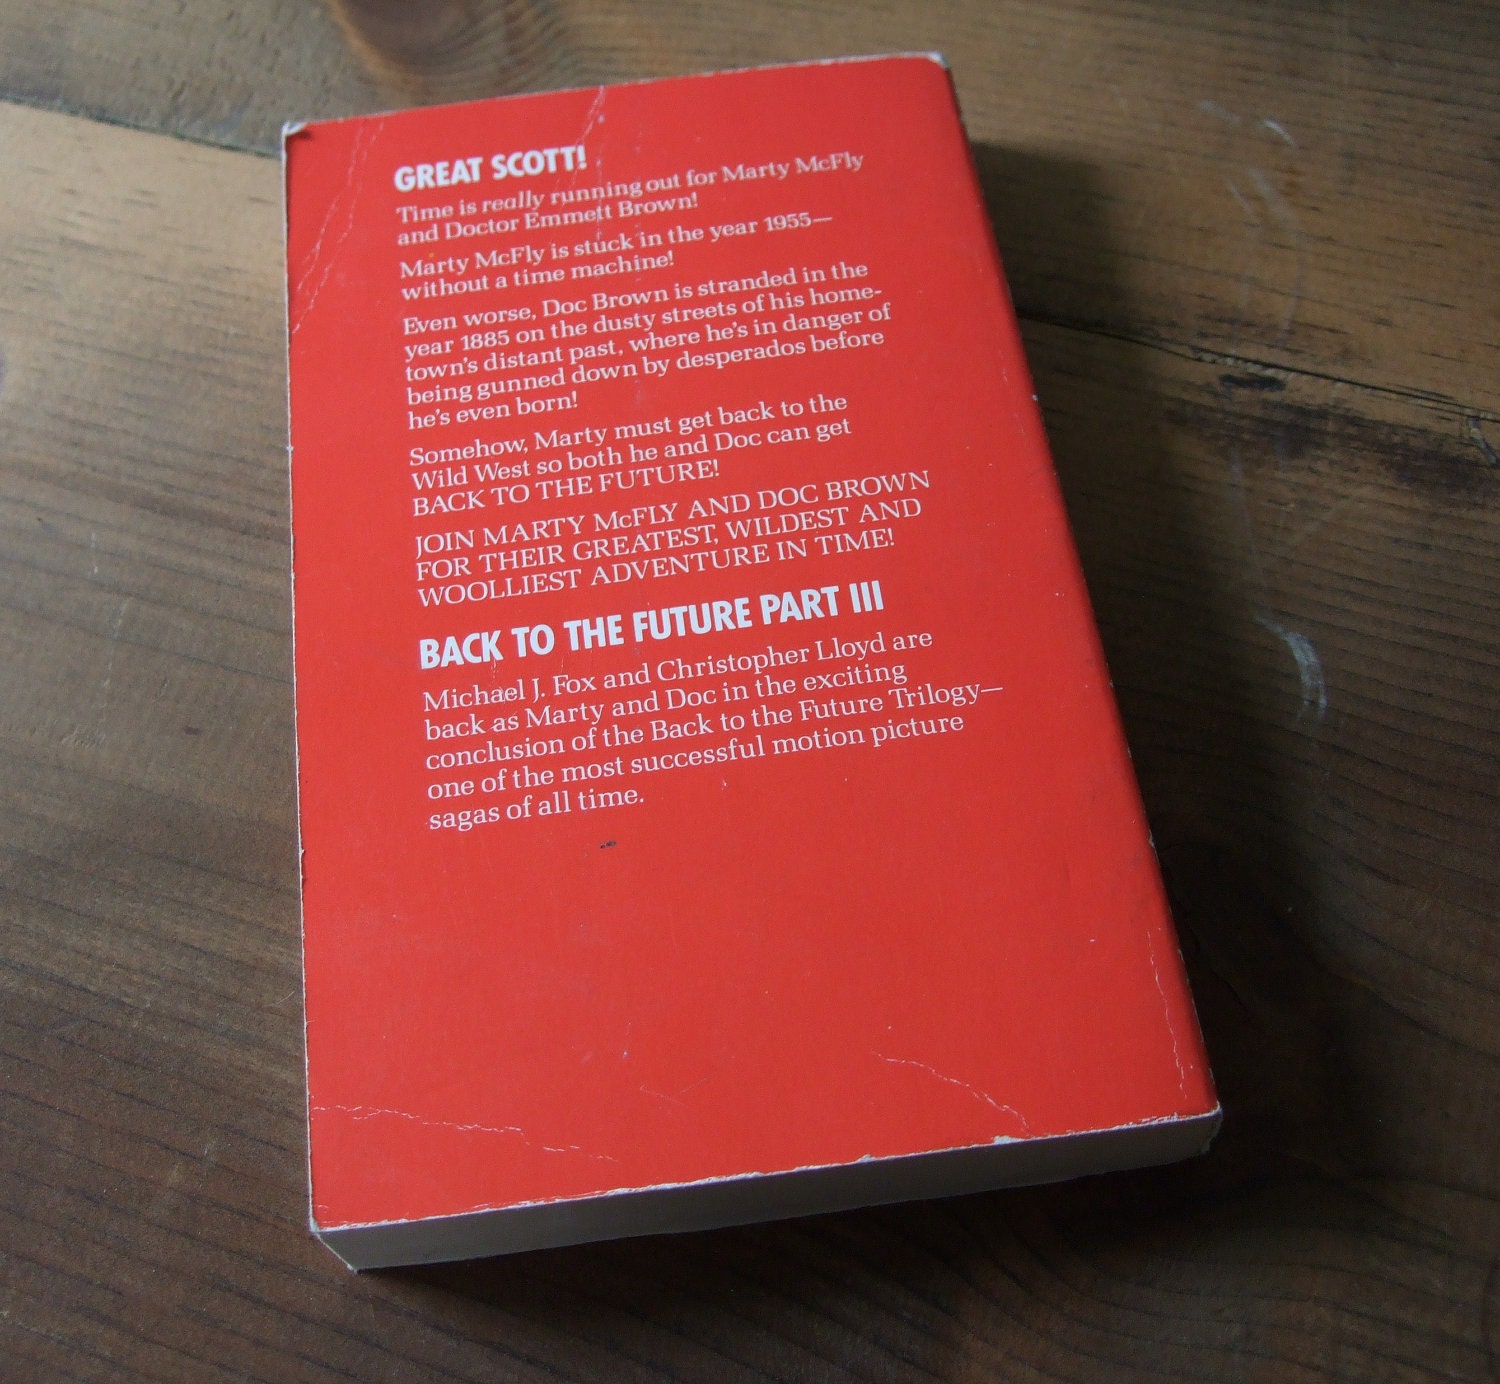 GREAT SCOTT!
Time is really running out for Marty McFly
and Doctor Emmett Brown!
Marty McFly is stuck in the year 1955—
without a time machine!
Even worse, Doc Brown is stranded in the
year 1885 on the dusty streets of his home-
town's distant past, where he's in danger of
being gunned down by desperados before
he's even born!
Somehow, Marty must get back to the
Wild West so both he and Doc can get
BACK TO THE FUTURE!
JOIN MARTY McFLY AND DOC BROWN
FOR THEIR GREATEST, WILDEST AND
WOOLLIEST ADVENTURE IN TIME!
BACK TO THE FUTURE PART III
Michael J. Fox and Christopher Lloyd are
back as Marty and Doc in the exciting
conclusion of the Back to the Future Trilogy—
one of the most successful motion picture
sagas of all time.